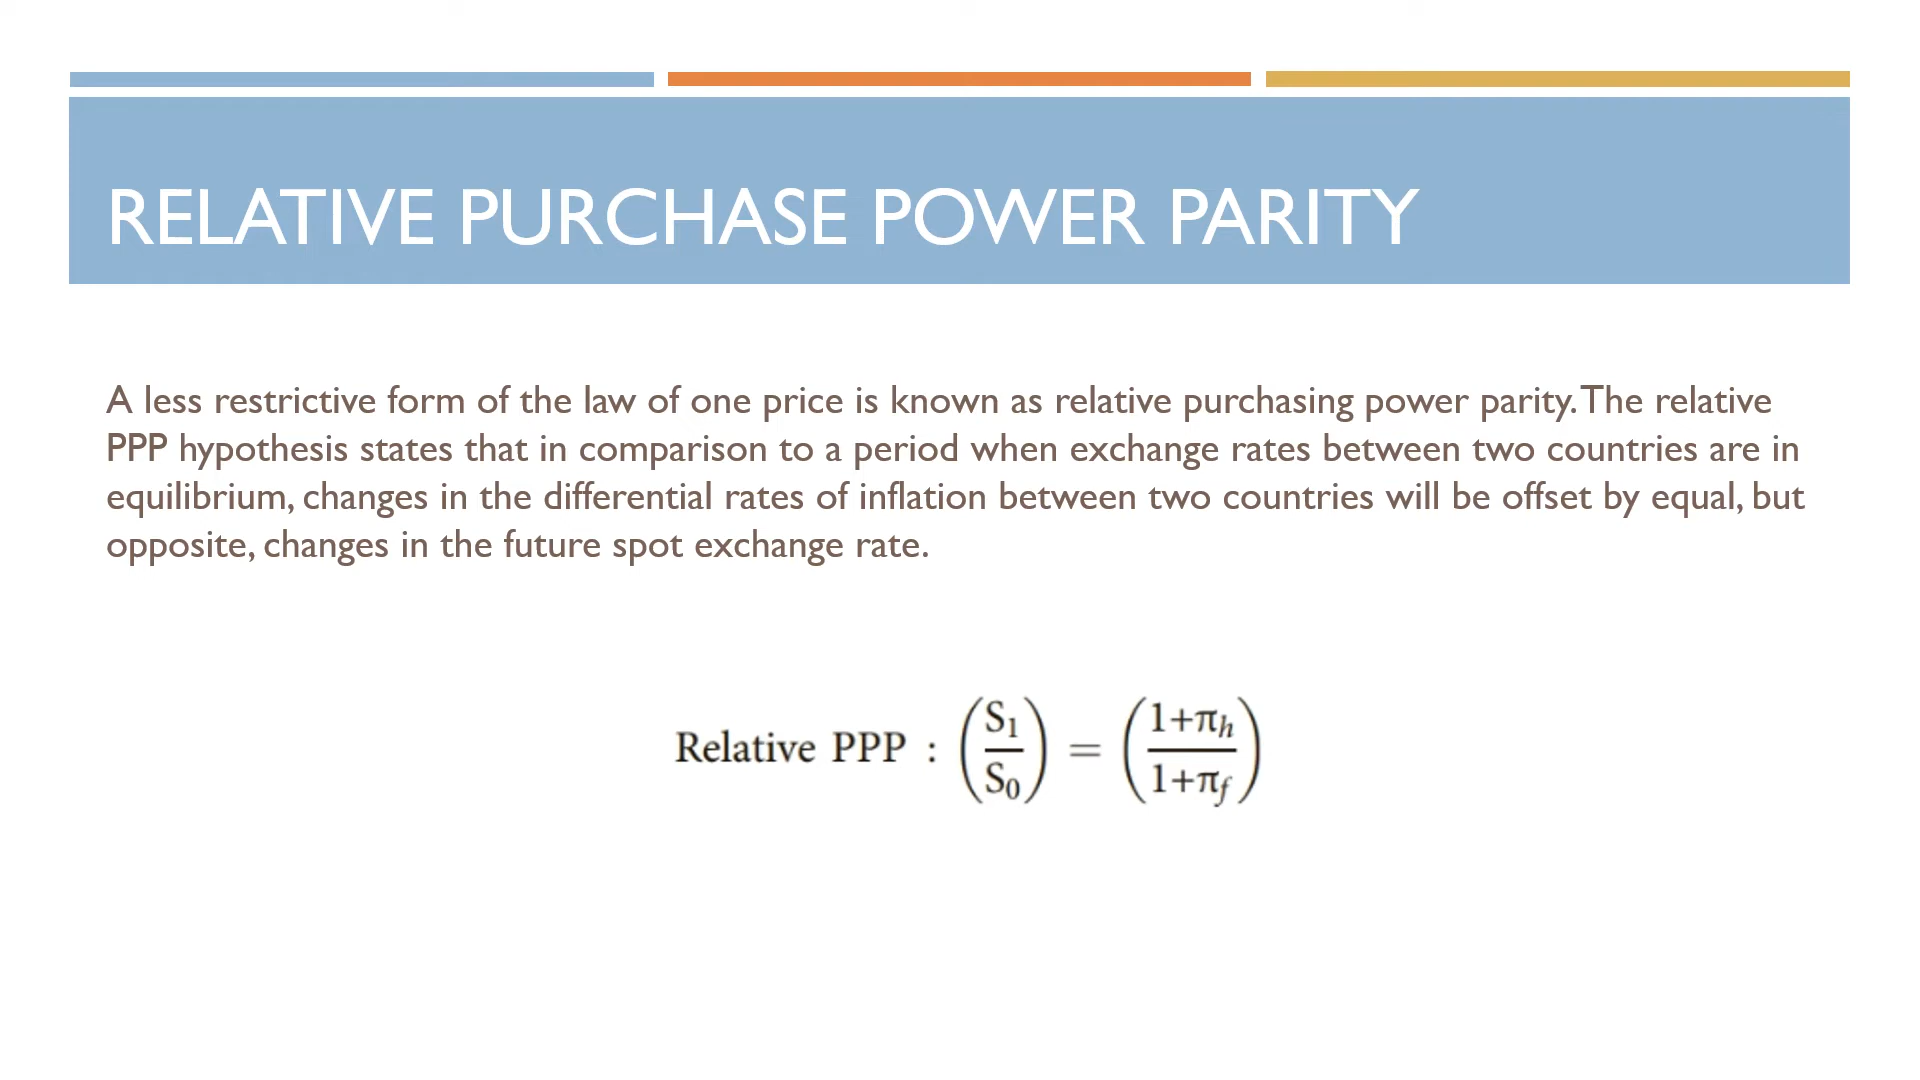 RELATIVE PURCHASE POWER PARITY
A less restrictive form of the law of one price is known as relative purchasing power parity. The relative
PPP hypothesis states that in comparison to a period when exchange rates between two countries are in
equilibrium, changes in the differential rates of inflation between two countries will be offset by equal, but
opposite, changes in the future spot exchange rate.
Relative PPP : (S₁/S₀) = (1+π_h/1+π_f)